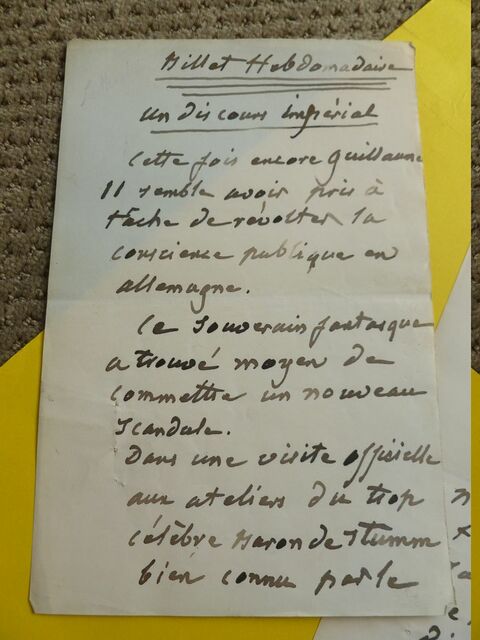 Billet Hebdomadaire
un discours impérial
Cette fois encore Guillaume
II semble avoir pris à
tâche de révolter la
conscience publique en
allemagne.
Ce souverain fantasque
a trouvé moyen de
commettre un nouveau
scandale.
Dans une visite officielle
aux ateliers du trop
célèbre Baron de Stumm
bien connu par le